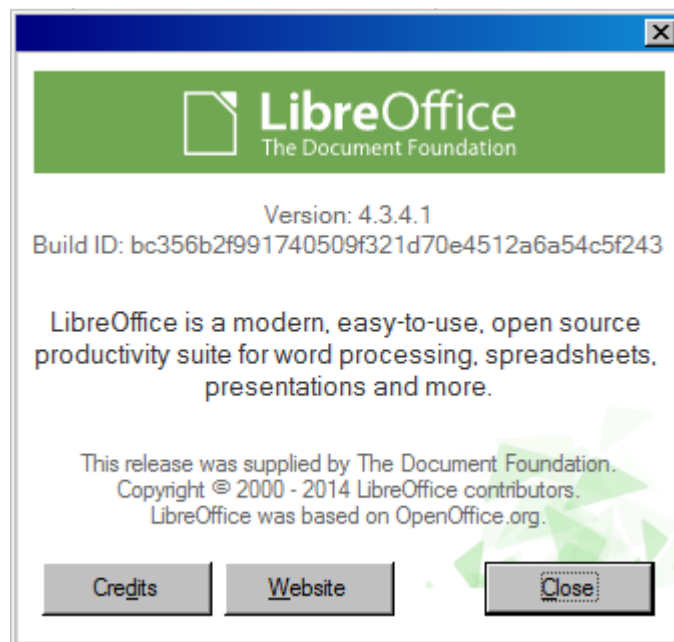 LibreOffice
The Document Foundation
Version: 4.3.4.1
Build ID: bc356b2f991740509f321d70e4512a6a54c5f243
LibreOffice is a modern, easy-to-use, open source
productivity suite for word processing, spreadsheets,
presentations and more.
This release was supplied by The Document Foundation.
Copyright © 2000 - 2014 LibreOffice contributors.
LibreOffice was based on OpenOffice.org.
Credits Website Close